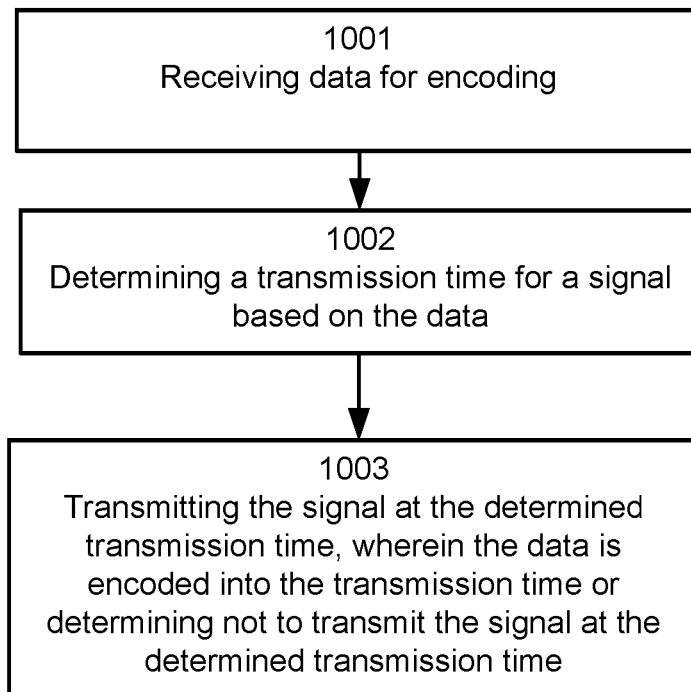 1001
Receiving data for encoding
1002
Determining a transmission time for a signal
based on the data
1003
Transmitting the signal at the determined
transmission time, wherein the data is
encoded into the transmission time or
determining not to transmit the signal at the
determined transmission time